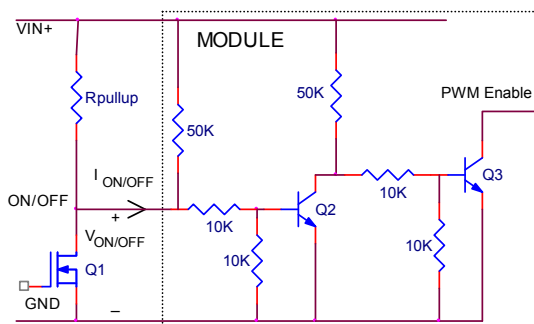 VIN+
MODULE
Rpullup
50K
50K
PWM Enable
I ON/OFF
10K
Q3
ON/OFF
+
10K
Q2
V ON/OFF
10K
10K
Q1
GND
–